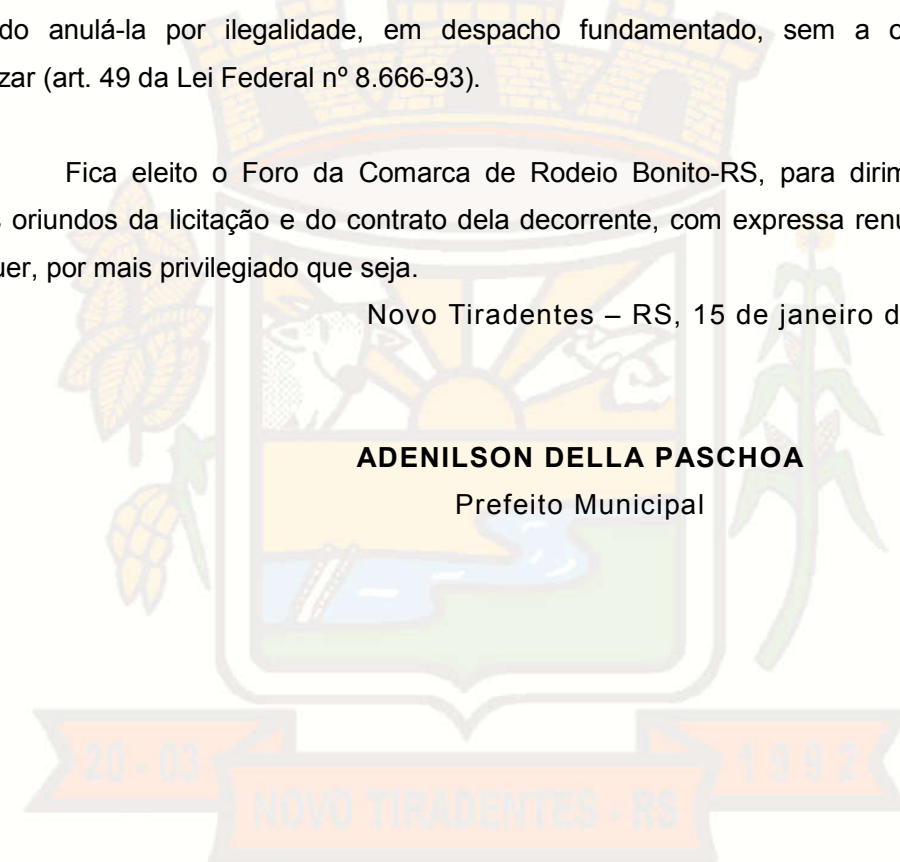 do anulá-la por ilegalidade, em despacho fundamentado, sem a o
zar (art. 49 da Lei Federal nº 8.666-93).
Fica eleito o Foro da Comarca de Rodeio Bonito-RS, para dirim
s oriundos da licitação e do contrato dela decorrente, com expressa renu
uer, por mais privilegiado que seja.
Novo Tiradentes – RS, 15 de janeiro d
ADENILSON DELLA PASCHOA
Prefeito Municipal
20 - 03 1992
NOVO TIRADENTES - RS